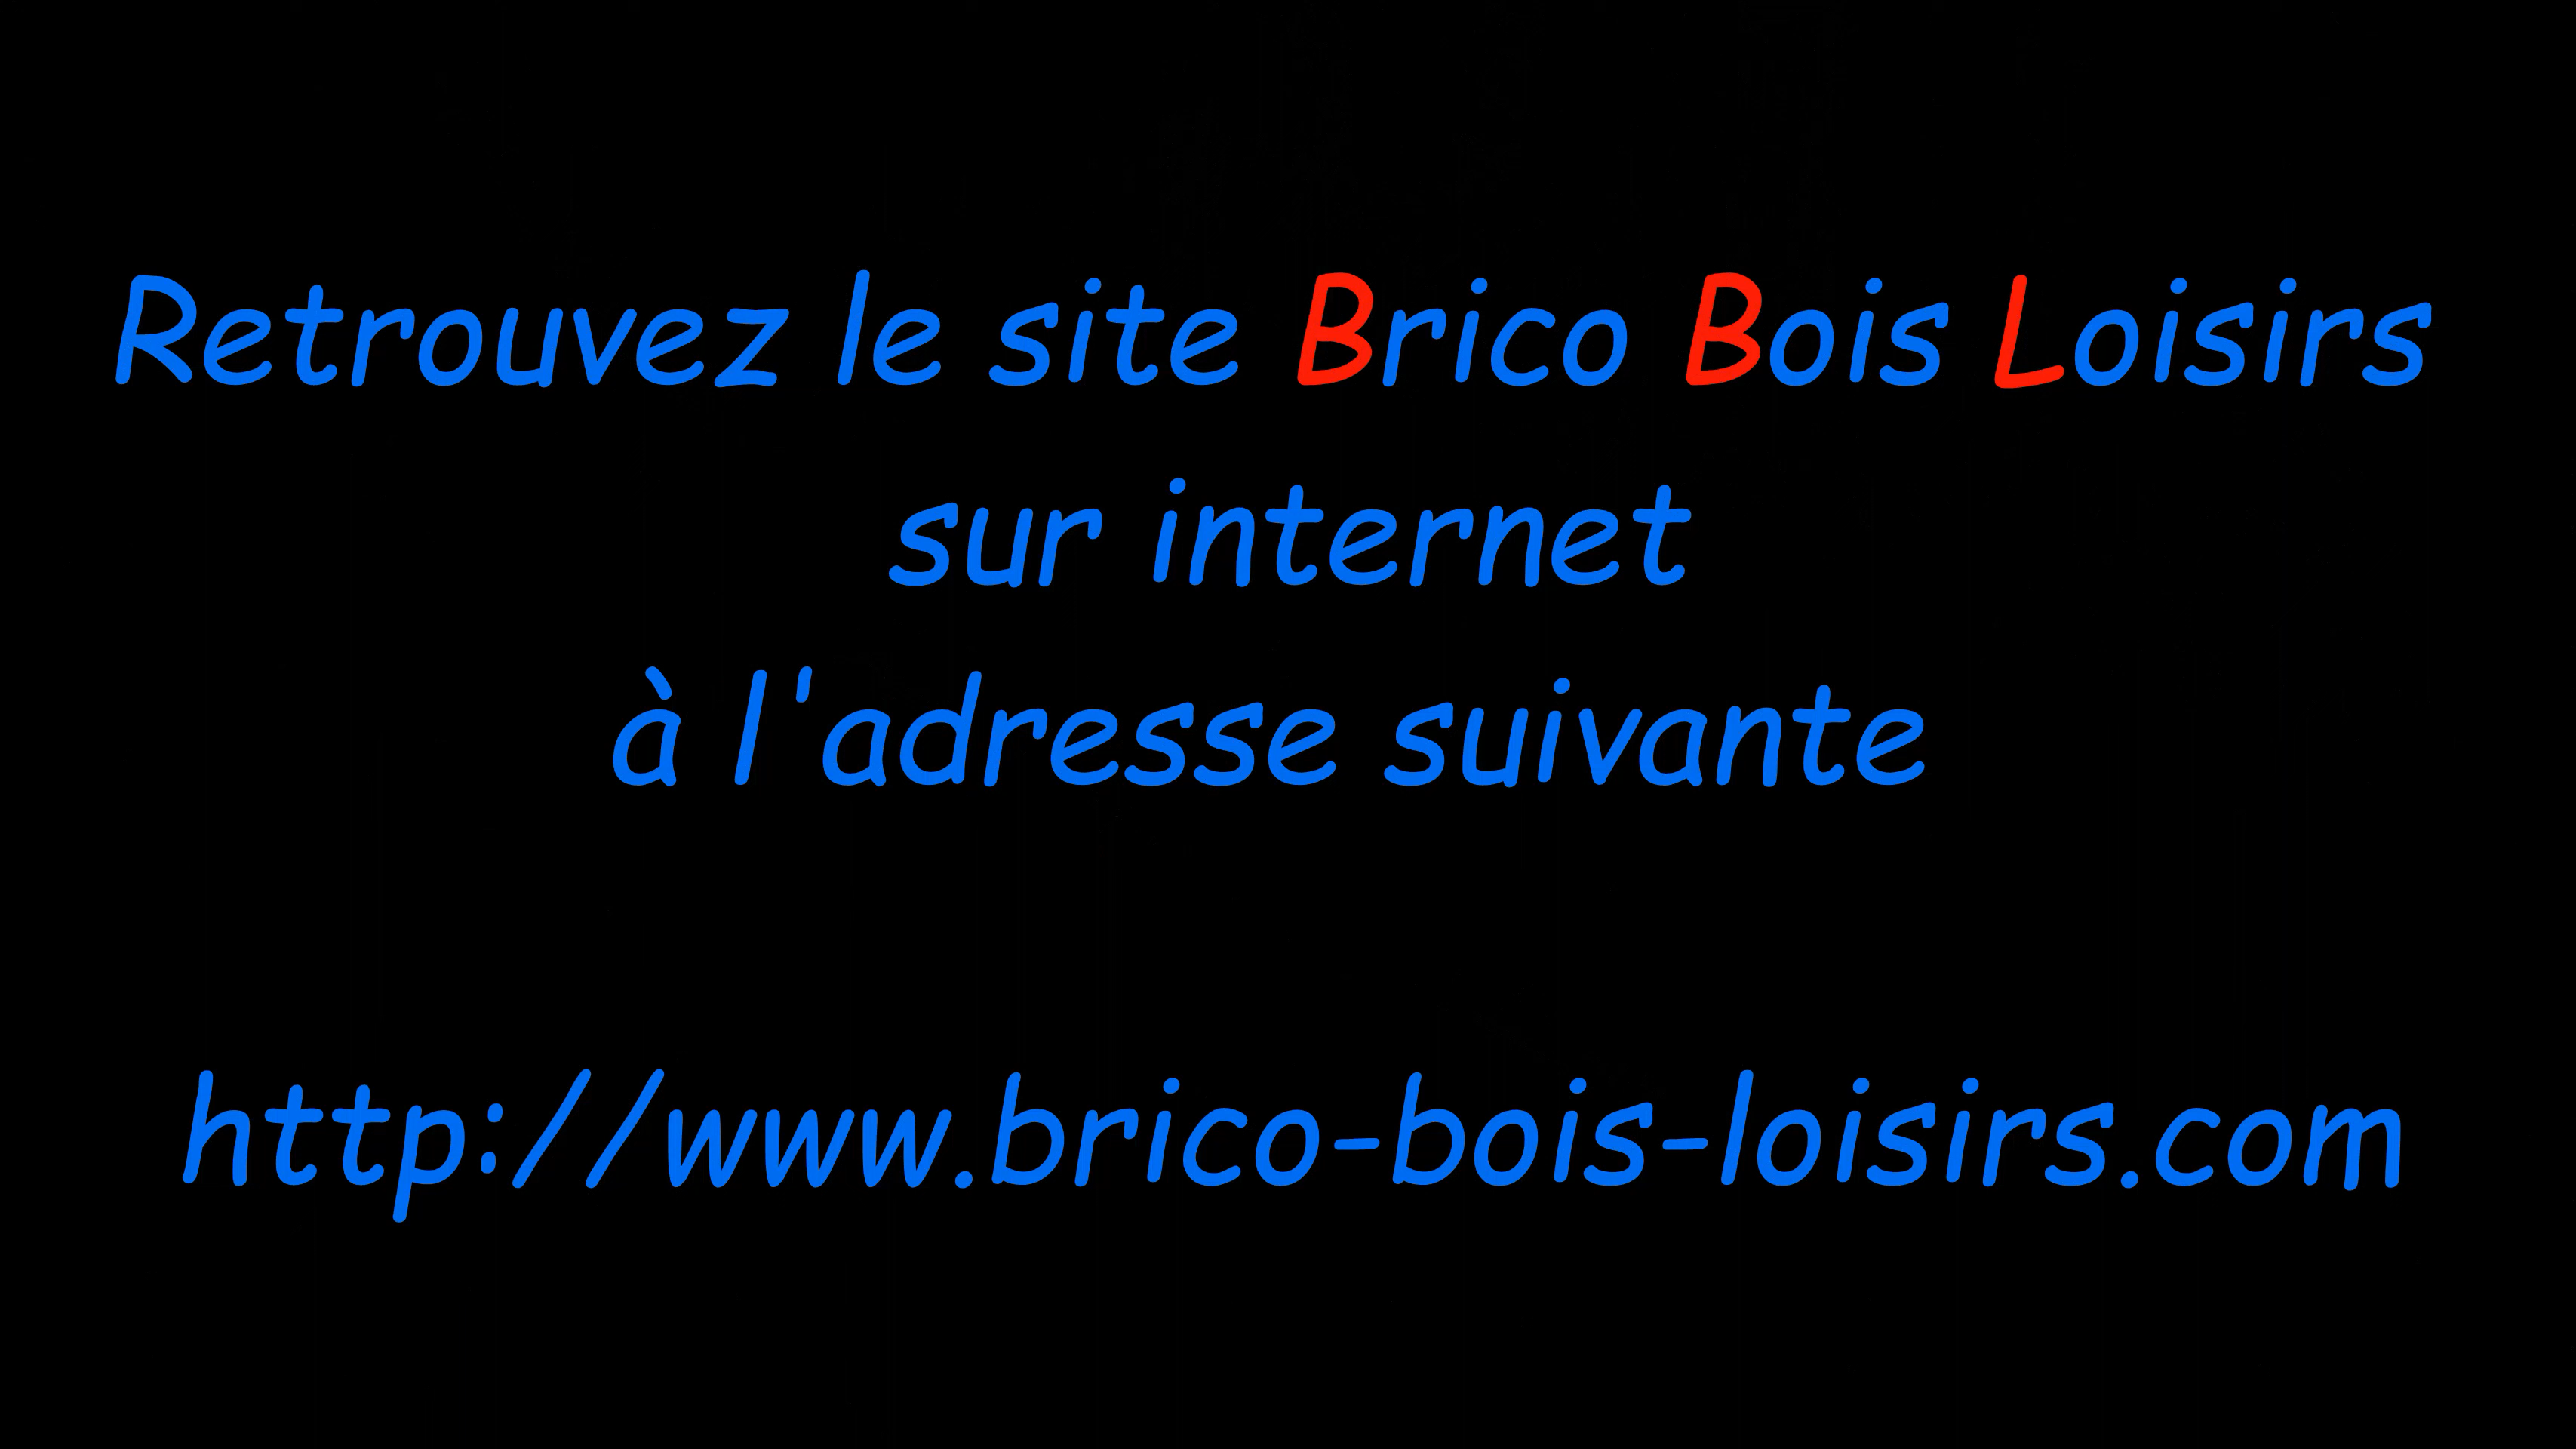 Retrouvez le site Brico Bois Loisirs
sur internet
à l'adresse suivante
http://www.brico-bois-loisirs.com